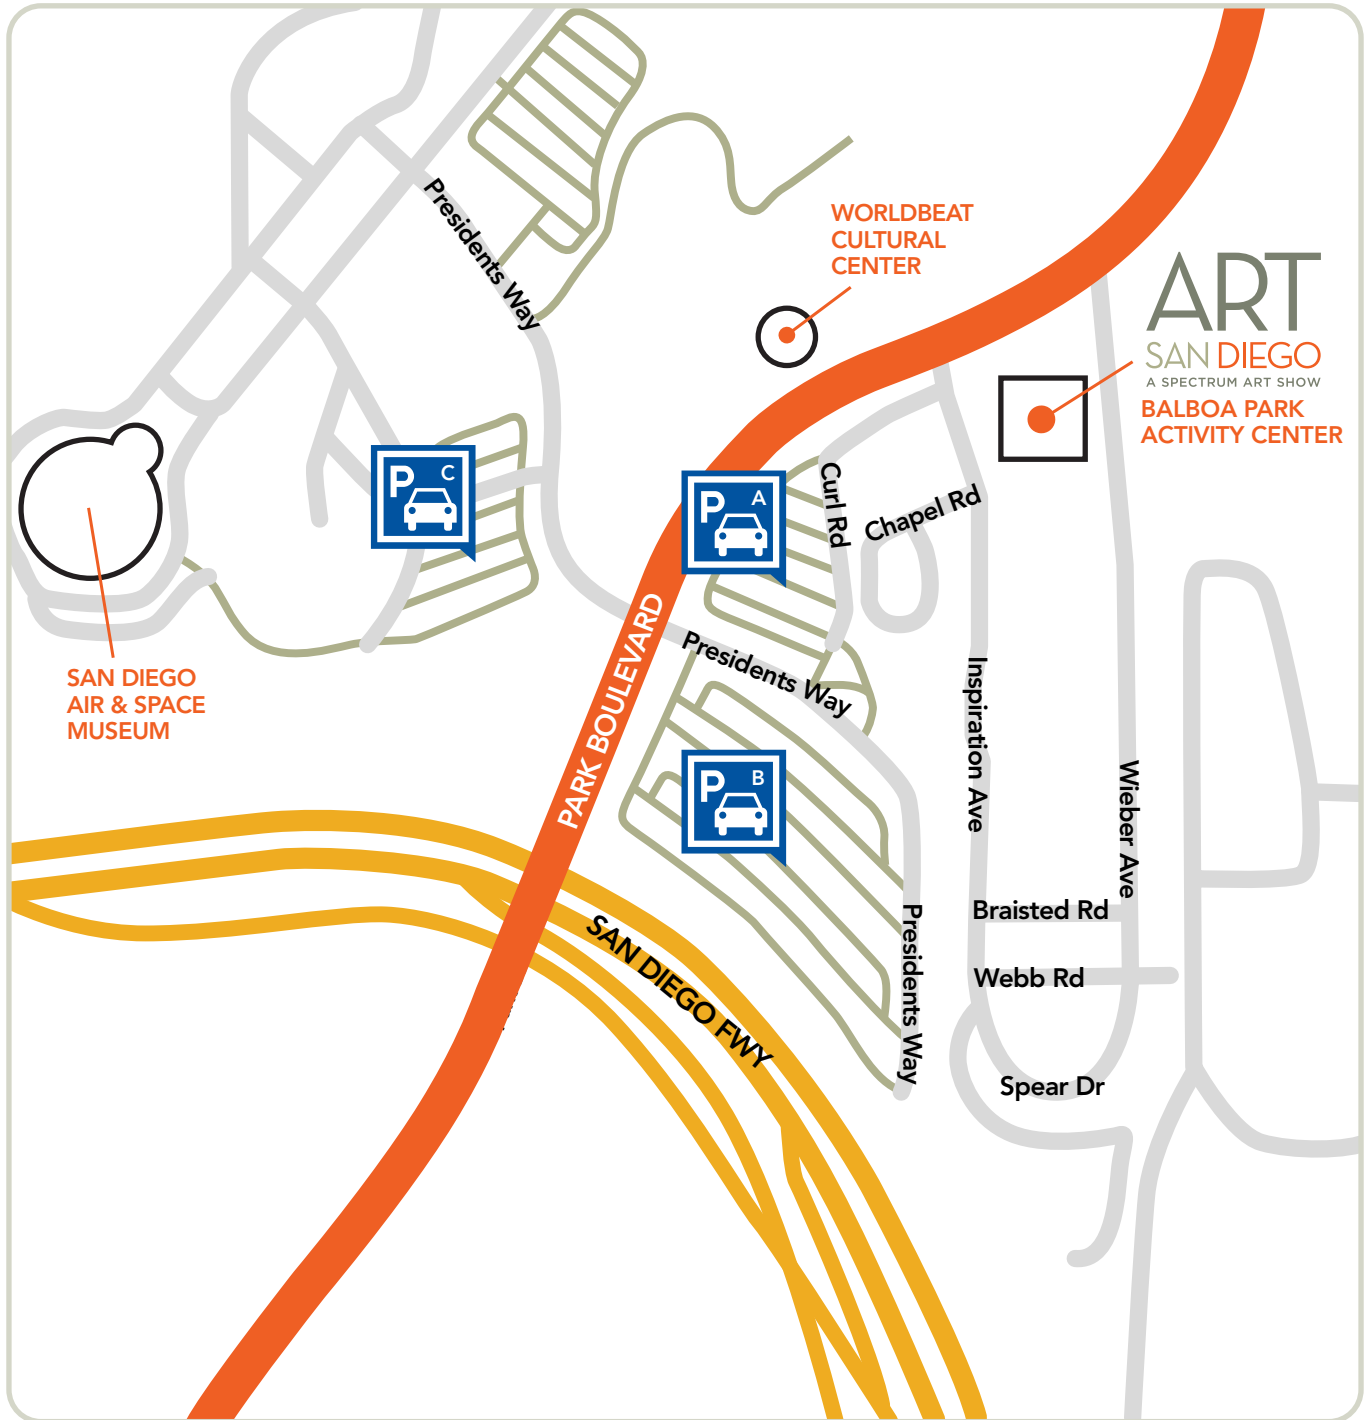 Presidents Way
WORLDBEAT
CULTURAL
CENTER
ART
SAN DIEGO
A SPECTRUM ART SHOW
BALBOA PARK
ACTIVITY CENTER
P C
P A
Curl Rd
Chapel Rd
SAN DIEGO
AIR & SPACE
MUSEUM
PARK BOULEVARD
Presidents Way
Inspiration Ave
P B
Wieber Ave
Braisted Rd
Presidents Way
Webb Rd
SAN DIEGO FWY
Spear Dr